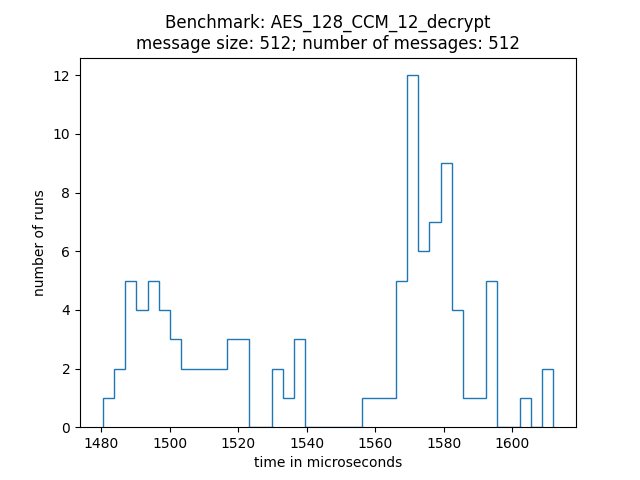 Benchmark: AES_128_CCM_12_decrypt
message size: 512; number of messages: 512
12
10
8
6
4
2
0
number of runs
1480 1500 1520 1540 1560 1580 1600
time in microseconds